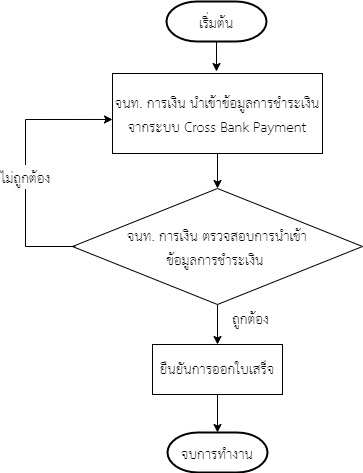 เริ่มต้น
จนท. การเงิน นำเข้าข้อมูลการชำระเงิน
จากระบบ Cross Bank Payment
ไม่ถูกต้อง
จนท. การเงิน ตรวจสอบการนำเข้า
ข้อมูลการชำระเงิน
ถูกต้อง
ยืนยันการออกใบเสร็จ
จบการทำงาน